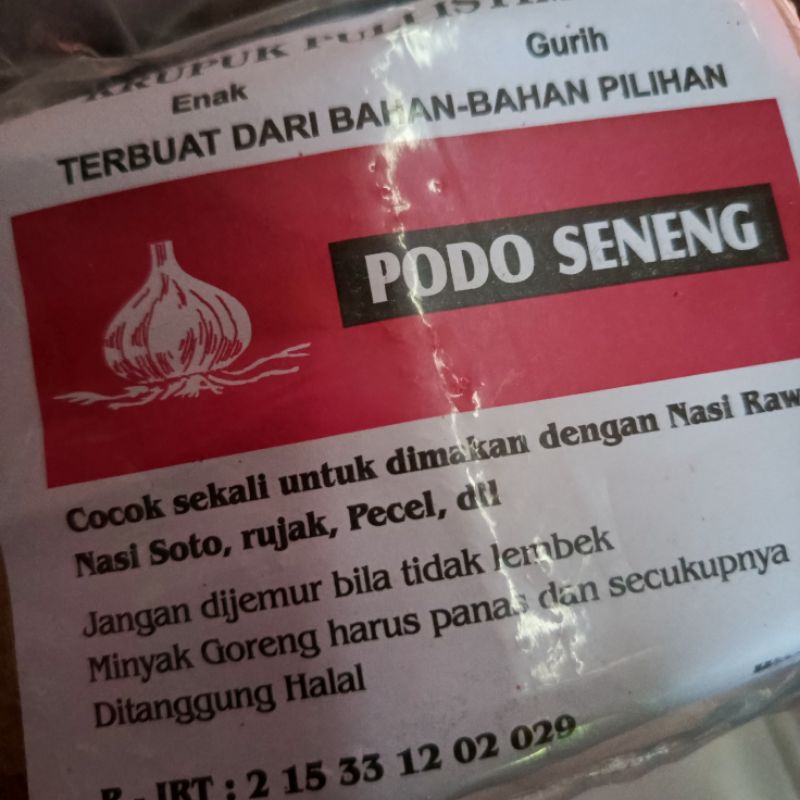 KRUPUK PULI
Enak Gurih
TERBUAT DARI BAHAN-BAHAN PILIHAN
PODO SENENG
Cocok sekali untuk dimakan dengan Nasi Raw
Nasi Soto, rujak, Pecel, dll
Jangan dijemur bila tidak lembek
Minyak Goreng harus panas dan secukupnya
Ditanggung Halal
P - IRT : 2 15 33 12 02 029